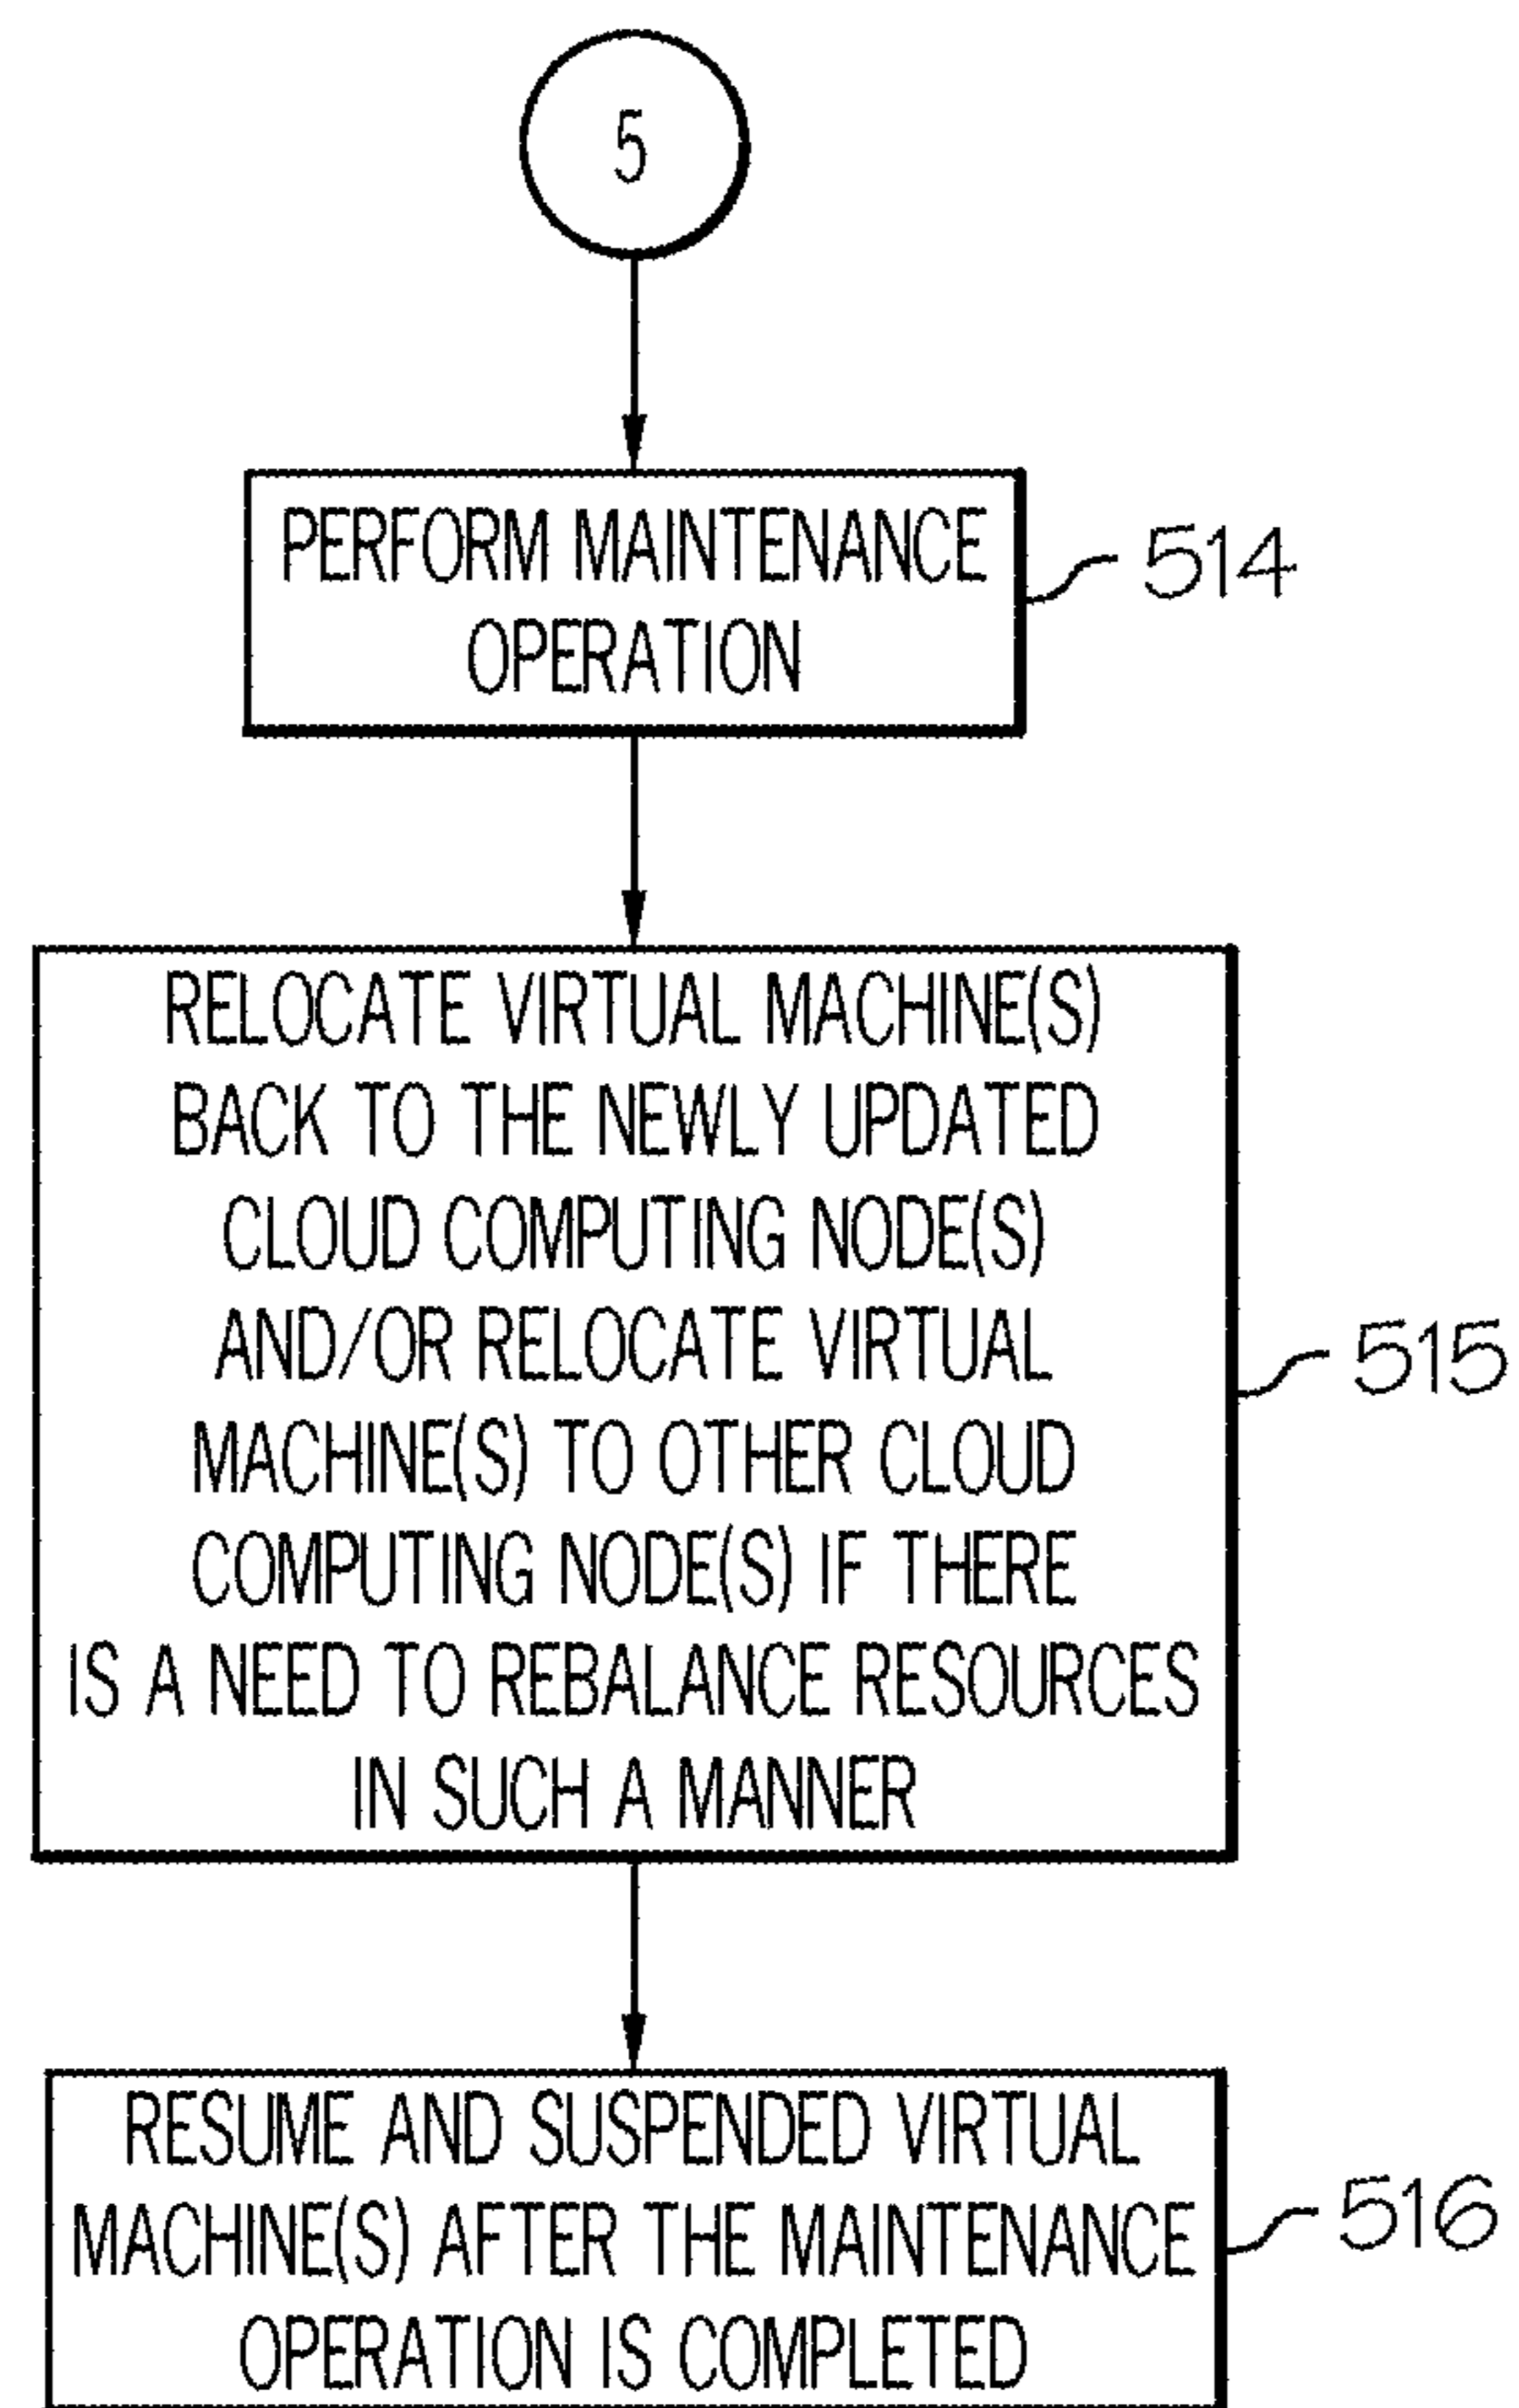 5
PERFORM MAINTENANCE
OPERATION
514
RELOCATE VIRTUAL MACHINE(S)
BACK TO THE NEWLY UPDATED
CLOUD COMPUTING NODE(S)
AND/OR RELOCATE VIRTUAL
MACHINE(S) TO OTHER CLOUD
COMPUTING NODE(S) IF THERE
IS A NEED TO REBALANCE RESOURCES
IN SUCH A MANNER
515
RESUME AND SUSPENDED VIRTUAL
MACHINE(S) AFTER THE MAINTENANCE
OPERATION IS COMPLETED
516